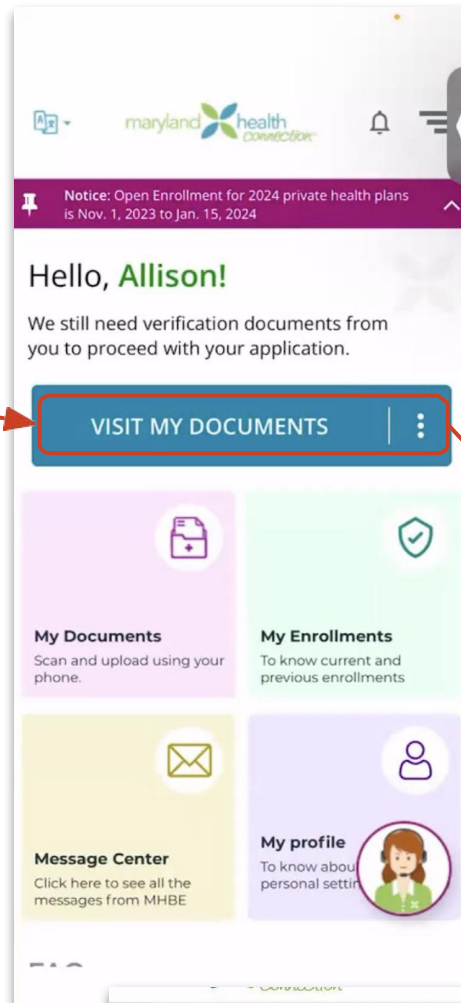 maryland health
connection
Notice: Open Enrollment for 2024 private health plans
is Nov. 1, 2023 to Jan. 15, 2024
Hello, Allison!
We still need verification documents from
you to proceed with your application.
VISIT MY DOCUMENTS
My Documents
Scan and upload using your
phone.
My Enrollments
To know current and
previous enrollments
Message Center
Click here to see all the
messages from MHBE
My profile
To know
personal